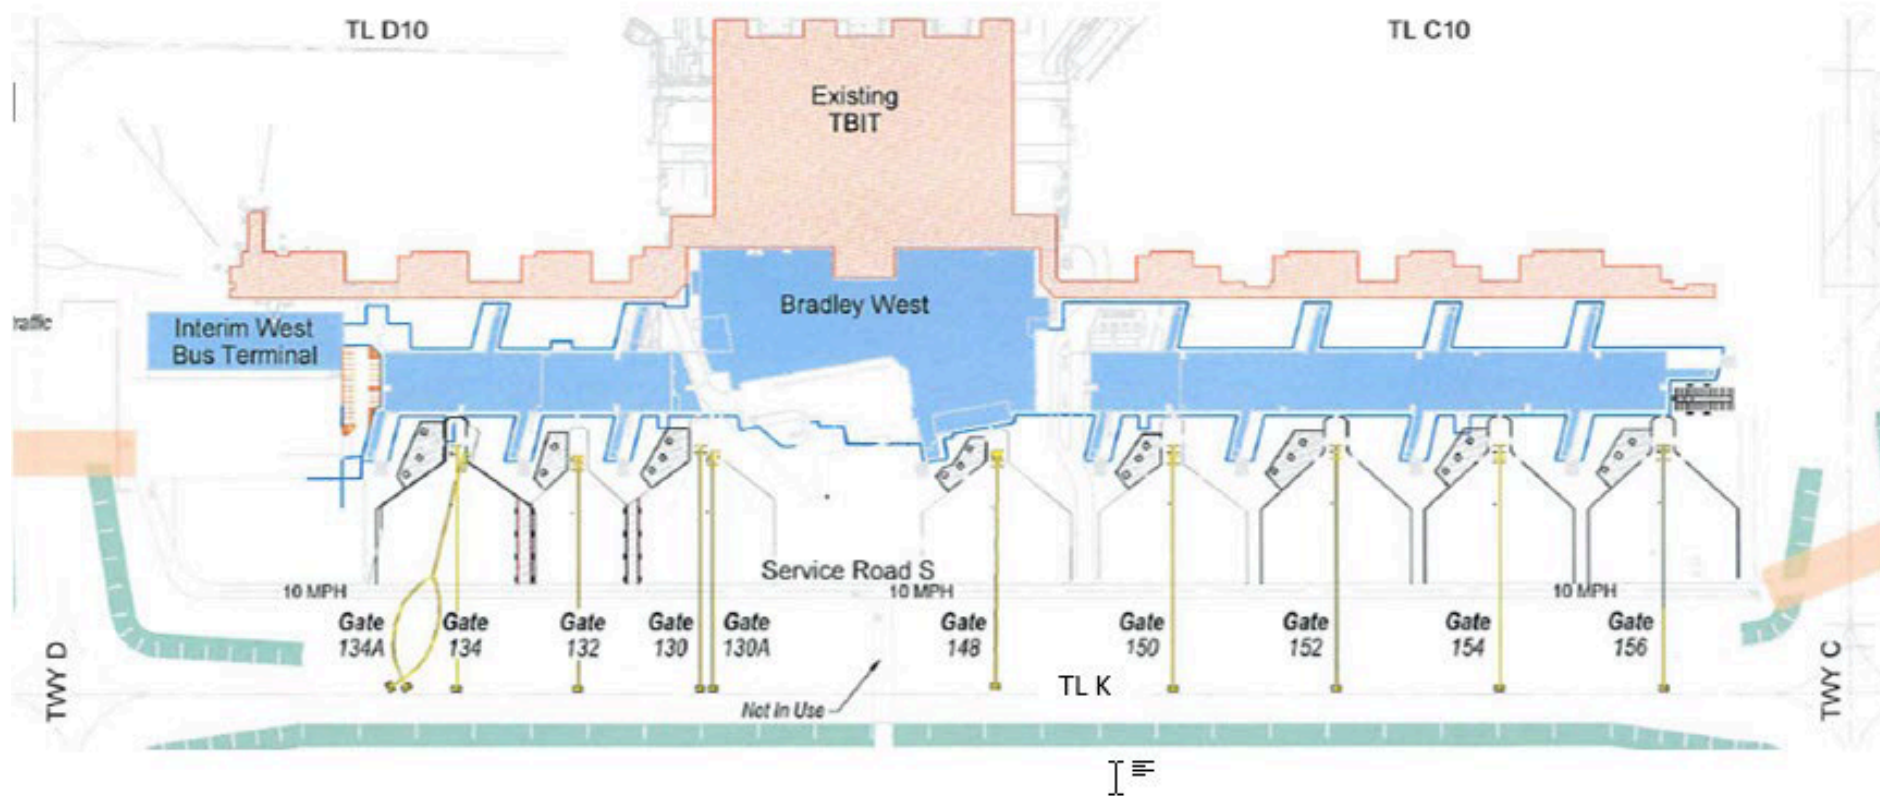 TL D10
TL C10
Existing
TBIT
Bradley West
Interim West
Bus Terminal
raffic
Service Road S
10 MPH
10 MPH
10 MPH
Gate
134A
Gate
134
Gate
132
Gate
130
Gate
130A
Gate
148
Gate
150
Gate
152
Gate
154
Gate
156
TWY D
TL K
Not In Use
TWY C